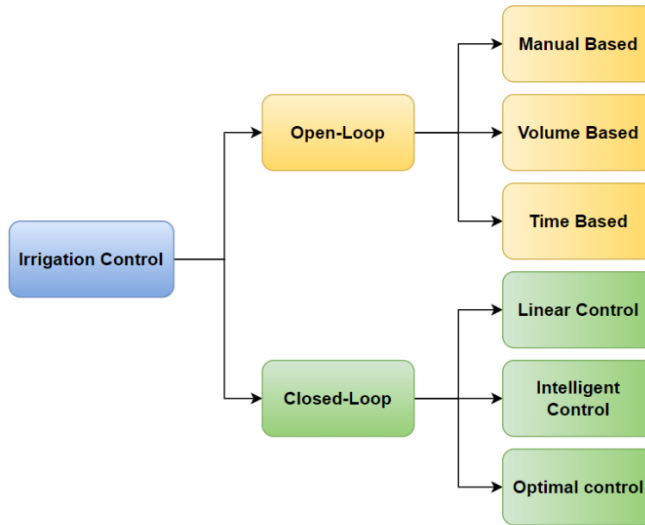 Manual Based
Open-Loop
Volume Based
Time Based
Irrigation Control
Linear Control
Closed-Loop
Intelligent
Control
Optimal control